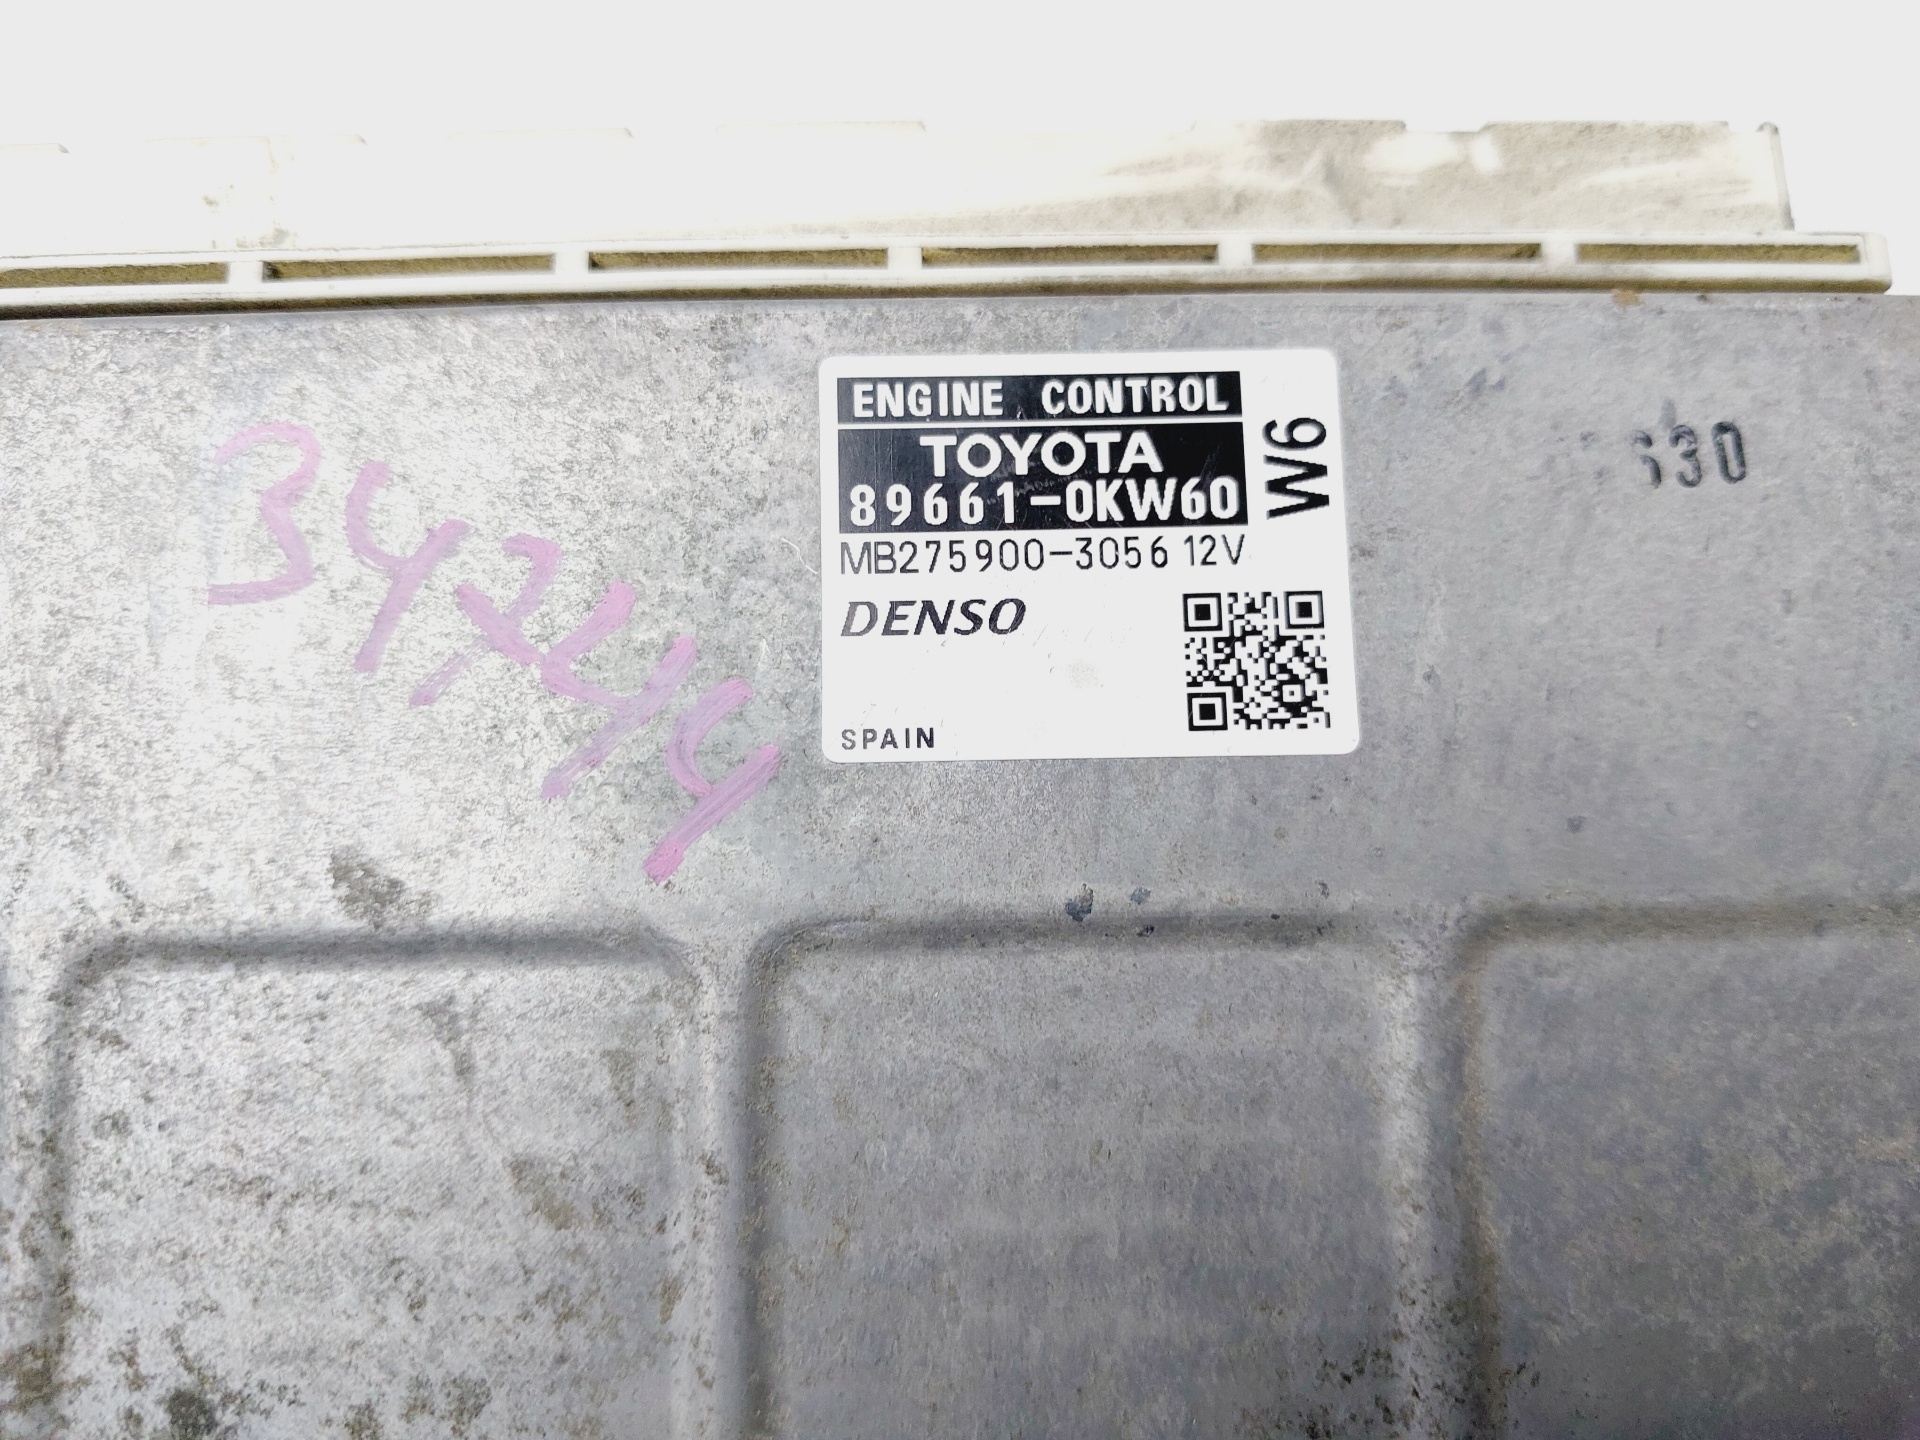 ENGINE CONTROL
TOYOTA
89661-0KW60
W6
MB275900-3056 12V
DENSO
SPAIN
34744
630